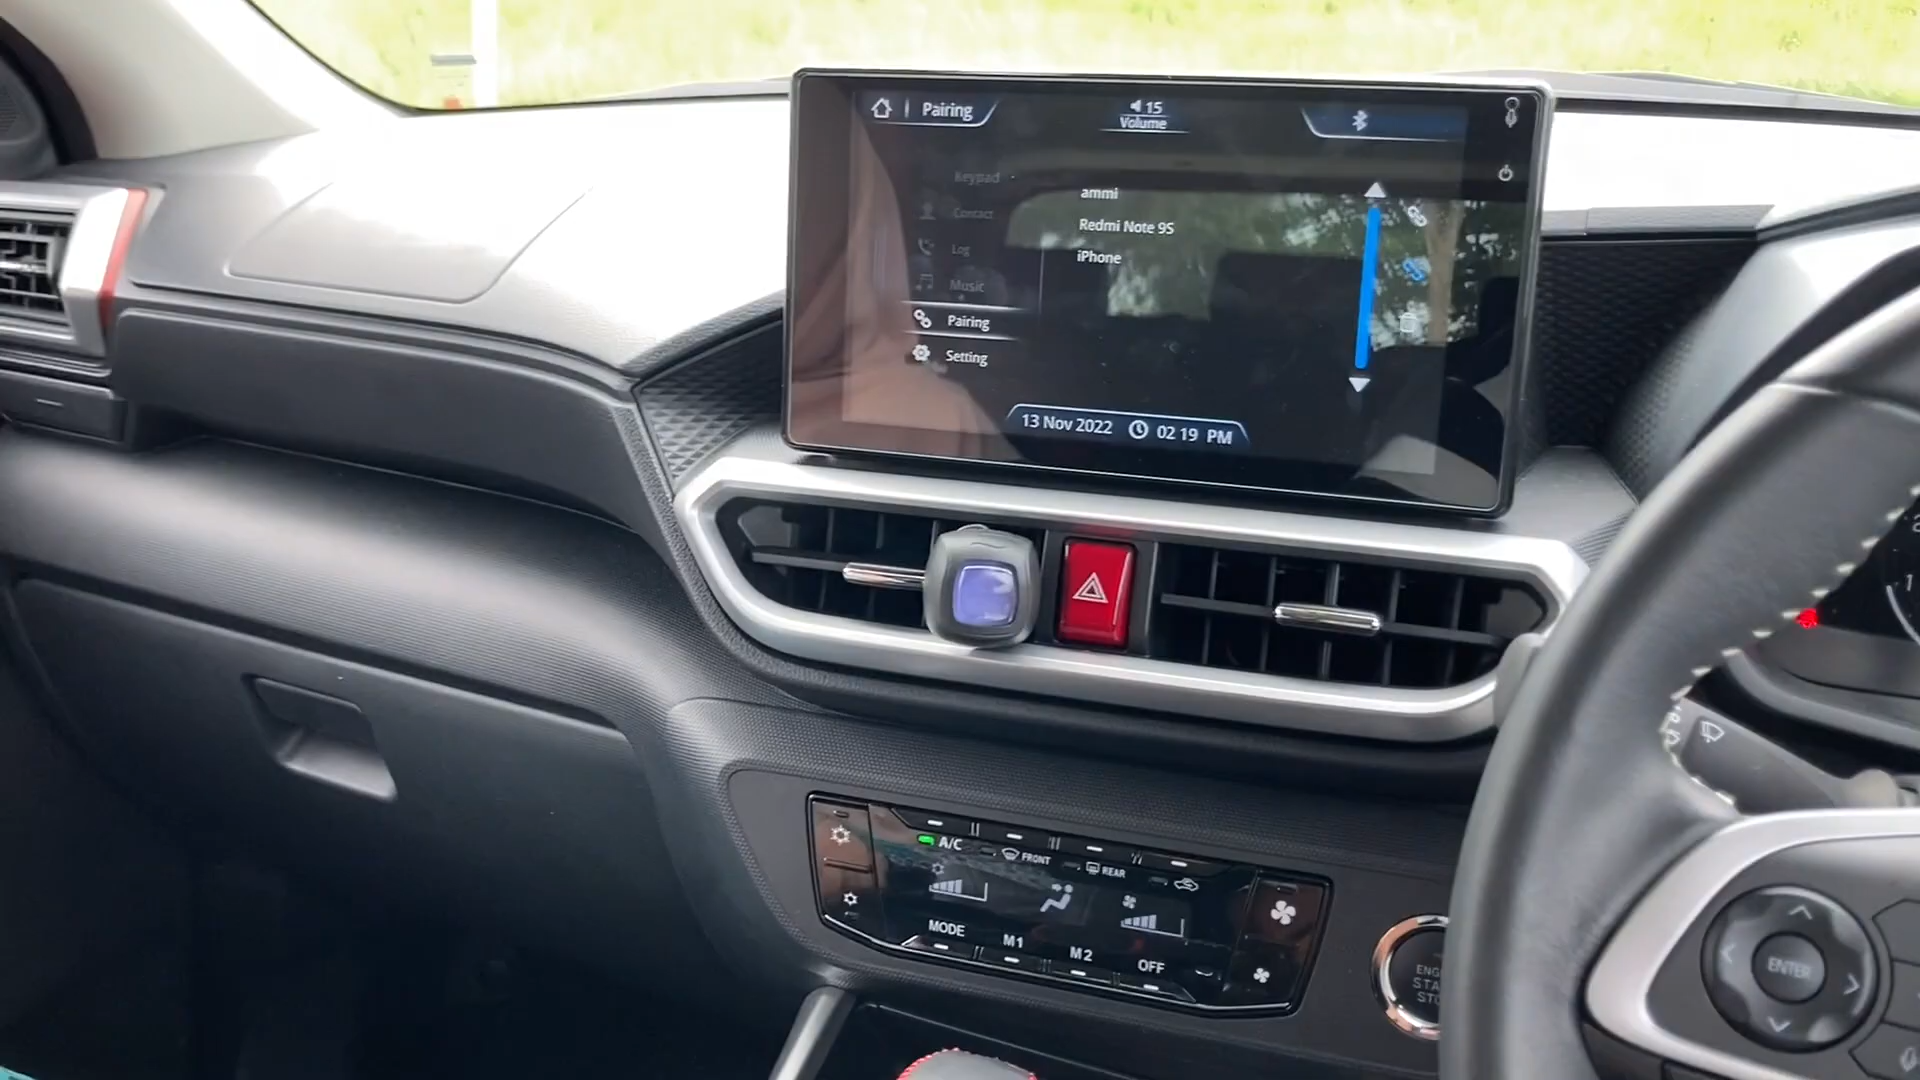 Pairing
15
Volume
Keypad
Contact
Log
Music
Pairing
Setting
ammi
Redmi Note 9S
iPhone
13 Nov 2022 02 19 PM
A/C
FRONT
REAR
MODE
M1
M2
OFF
ENTER